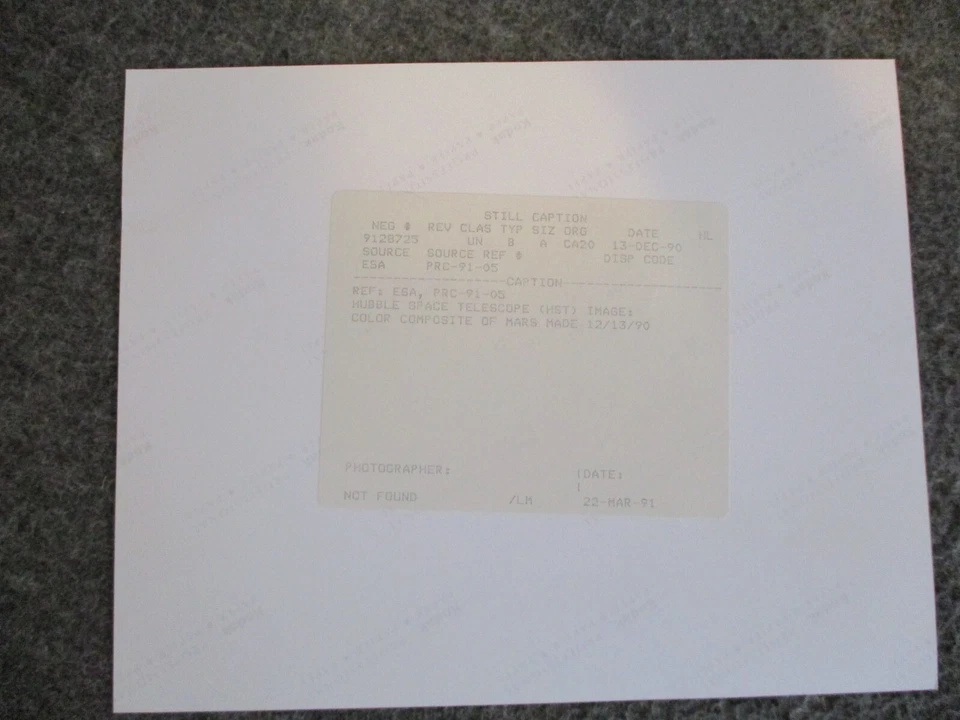 STILL CAPTION
NEG # REV CLAS TYP SIZ ORG DATE HL
9128725 UN B A CA20 13-DEC-90
SOURCE SOURCE REF # DISP CODE
ESA PRC-91-05
CAPTION
REF: ESA, PRC-91-05
HUBBLE SPACE TELESCOPE (HST) IMAGE:
COLOR COMPOSITE OF MARS MADE 12/13/90
PHOTOGRAPHER: (DATE:
NOT FOUND /LM 22-MAR-91